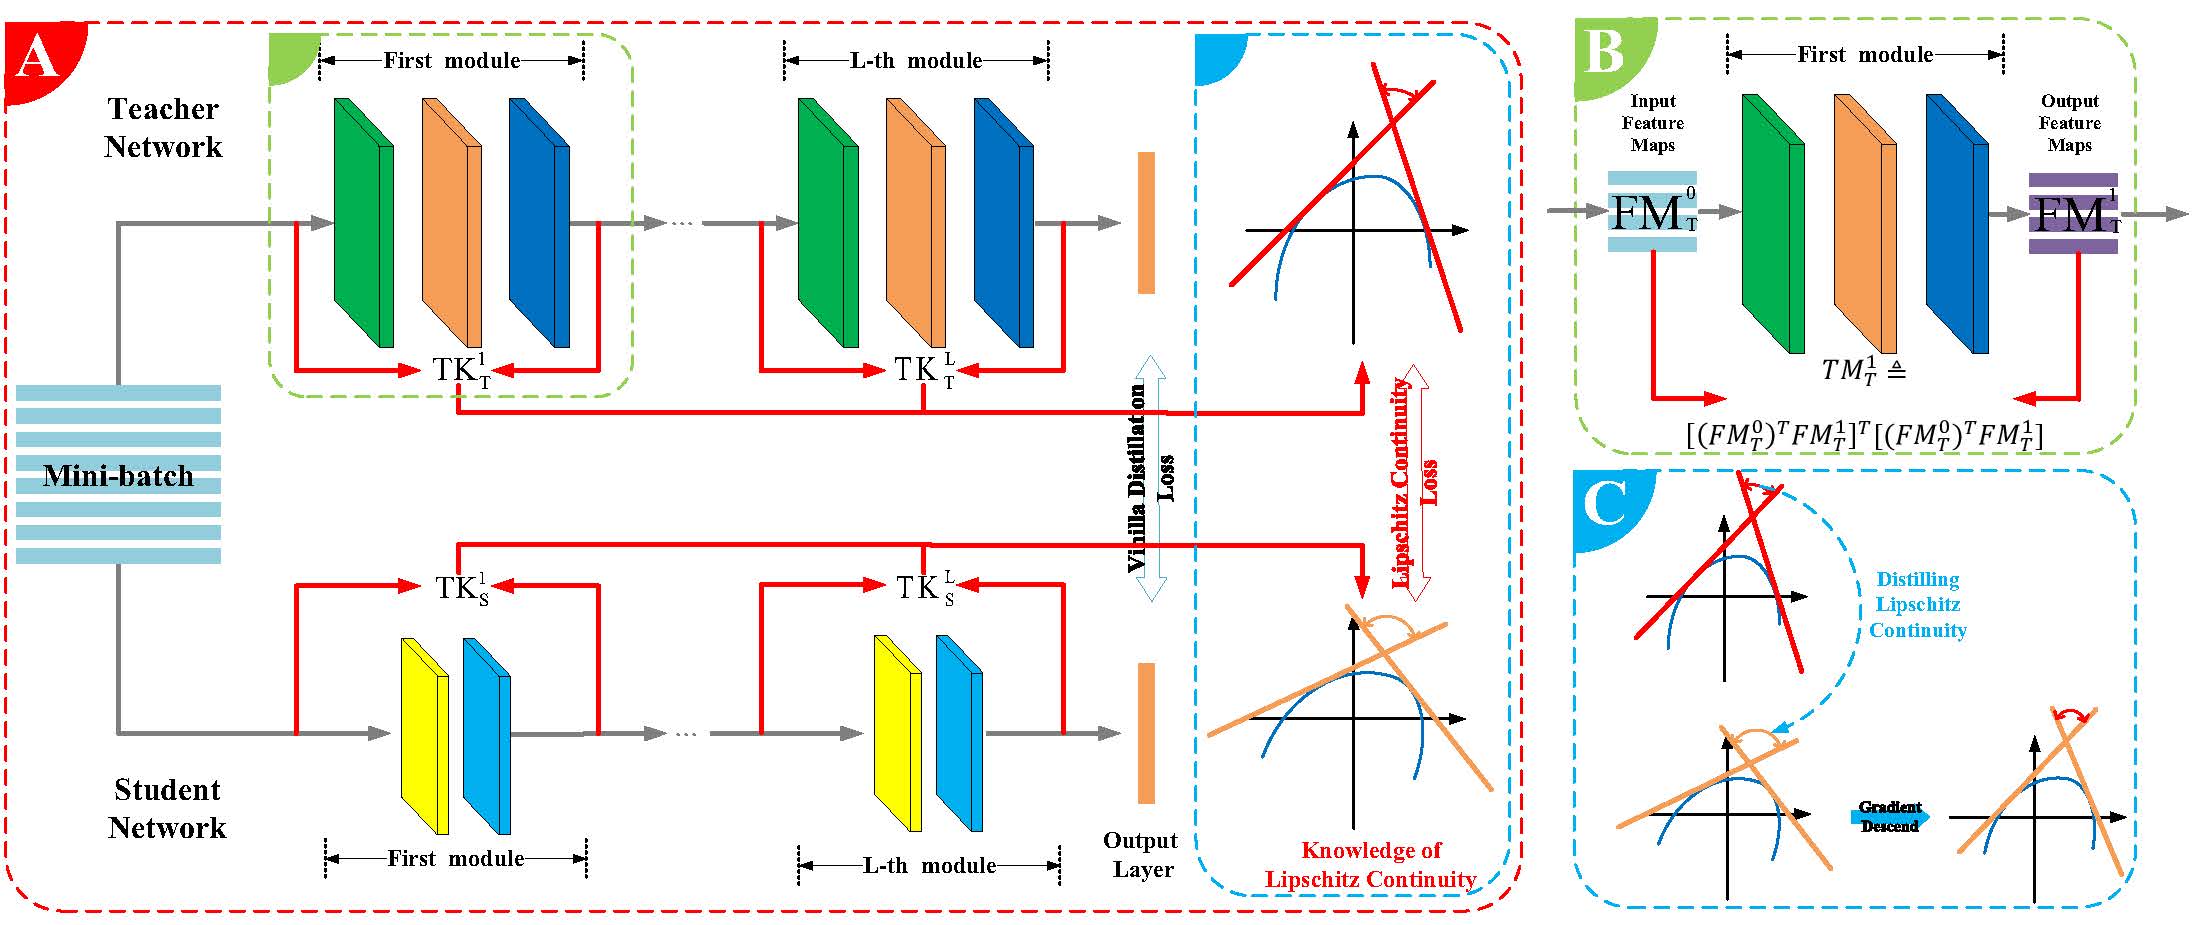 A
First module
L-th module
Teacher
Network
TK_T^1
TK_T^L
...
Mini-batch
Vinilla Distillation
Loss
Lipschitz Continuity
Loss
TK_S^1
TK_S^L
...
Student
Network
First module
L-th module
Output
Layer
Knowledge of
Lipschitz Continuity
B
First module
Input
Feature
Maps
Output
Feature
Maps
FM_T^0
FM_T^1
TM_T^1 ≜
[(FM_T^0)^T FM_T^1]^T [(FM_T^0)^T FM_T^1]
C
Distilling
Lipschitz
Continuity
Gradient
Descend